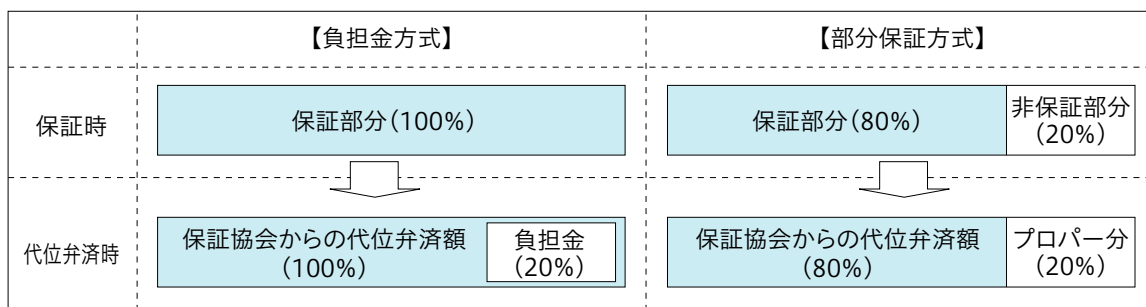 【負担金方式】
【部分保証方式】
保証時
保証部分（100%）
保証部分（80%）
非保証部分
（20%）
代位弁済時
保証協会からの代位弁済額
（100%）
負担金
（20%）
保証協会からの代位弁済額
（80%）
プロパー分
（20%）